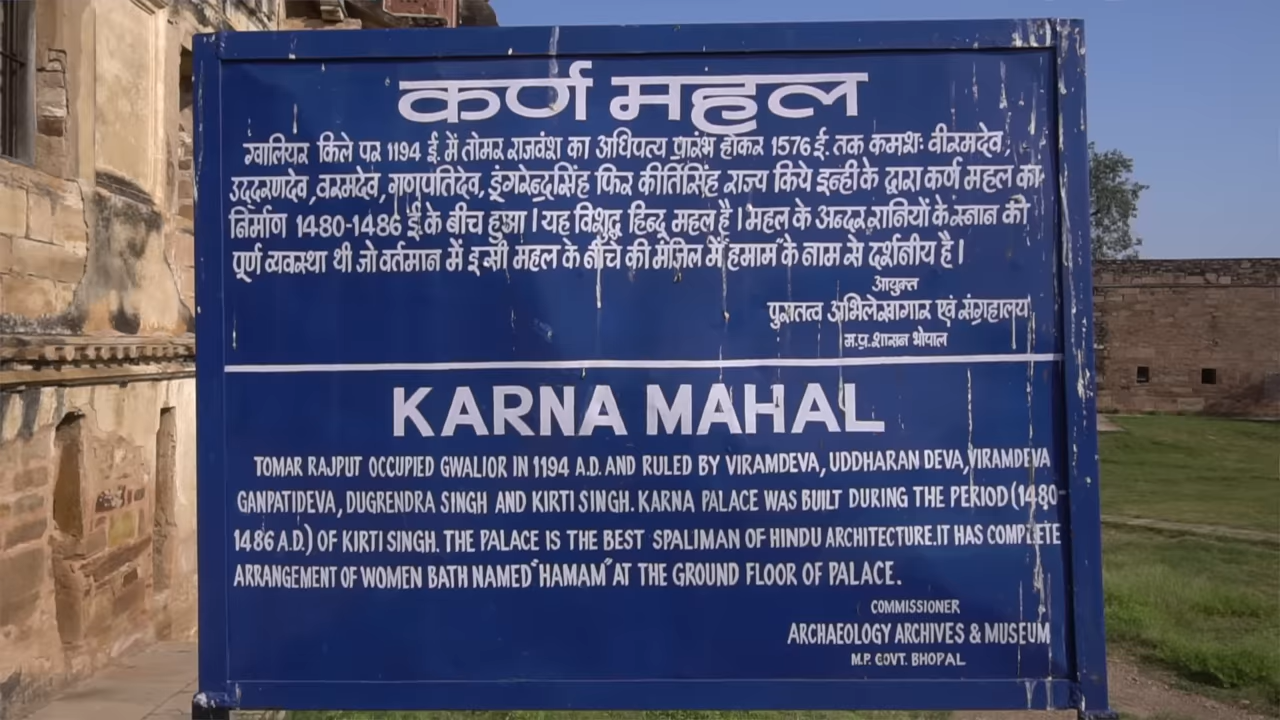 कर्ण महल
ग्वालियर किले पर 1194 ई. में तोमर राजवंश का अधिपत्य प्रारंभ होकर 1576 ई. तक कमशः वीरमदेव,
उद्दरणदेव, वरमदेव, गणपतिदेव, डूंगरेन्द्रसिंह फिर कीर्तिसिंह राज्य किये इन्ही के द्वारा कर्ण महल का
निर्माण 1480-1486 ई. के बीच हुआ । यह विशुद्ध हिन्दू महल है । महल के अन्दर रानियों के स्नान की
पूर्ण व्यवस्था थी जो वर्तमान में इसी महल के नीचे की मंजिल में "हमाम" के नाम से दर्शनीय है ।
आयुक्त
पुरातत्व अभिलेखागार एवं संग्रहालय
म.प्र. शासन भोपाल
KARNA MAHAL
TOMAR RAJPUT OCCUPIED GWALIOR IN 1194 A.D. AND RULED BY VIRAMDEVA, UDDHARAN DEVA, VIRAMDEVA
GANPATIDEVA, DUGRENDRA SINGH AND KIRTI SINGH. KARNA PALACE WAS BUILT DURING THE PERIOD (1480-
1486 A.D.) OF KIRTI SINGH. THE PALACE IS THE BEST SPALIMAN OF HINDU ARCHITECTURE. IT HAS COMPLETE
ARRANGEMENT OF WOMEN BATH NAMED "HAMAM" AT THE GROUND FLOOR OF PALACE.
COMMISSIONER
ARCHAEOLOGY ARCHIVES & MUSEUM
M.P. GOVT. BHOPAL